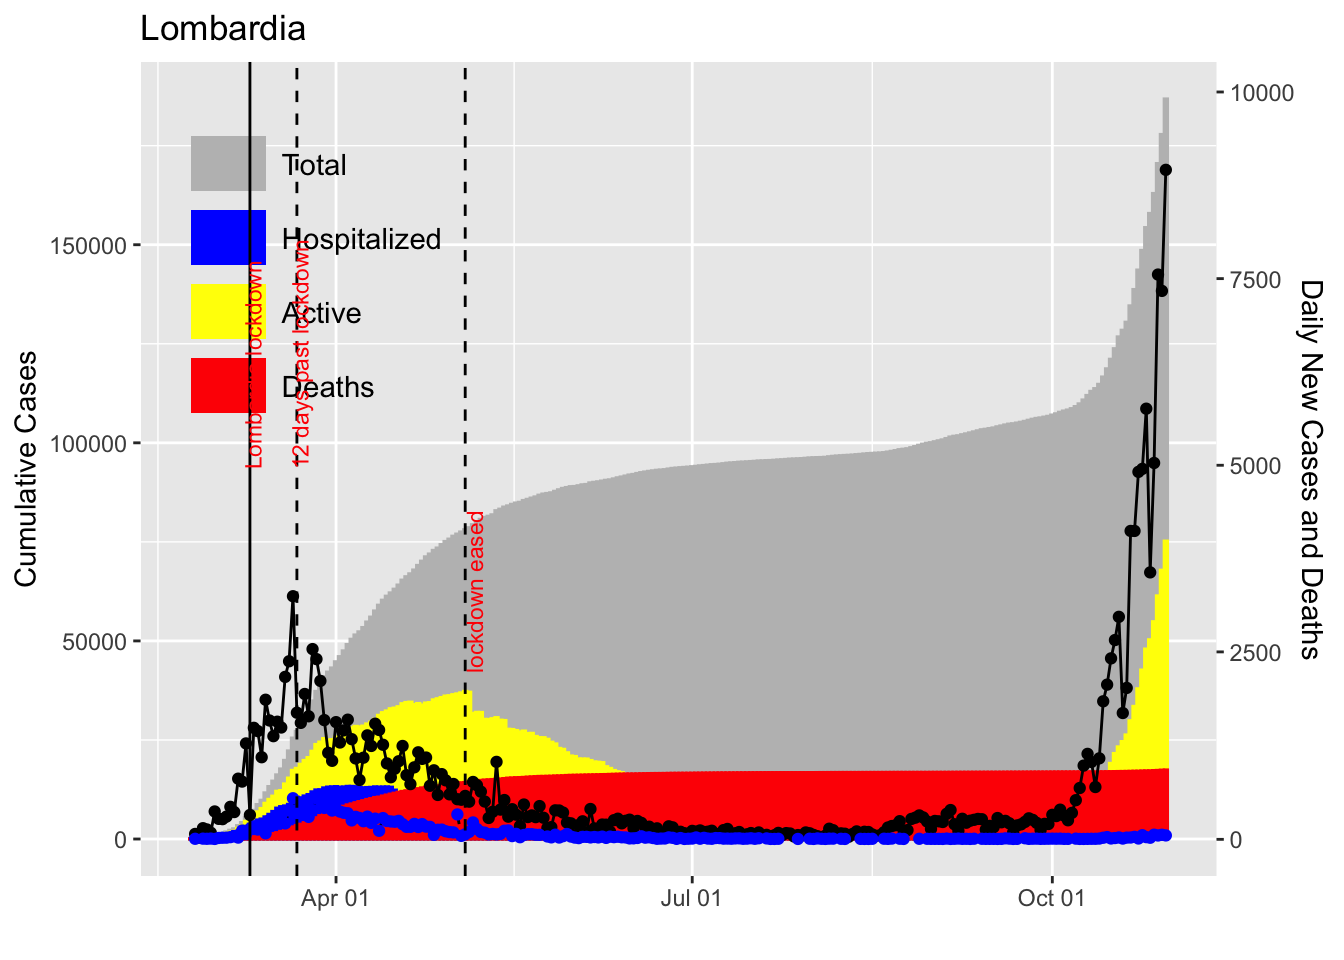 Lombardia
Total
Hospitalized
Active
Deaths
lockdown
12 days past lockdown
lockdown eased
Cumulative Cases
150000
100000
50000
0
Daily New Cases and Deaths
10000
7500
5000
2500
0
Apr 01
Jul 01
Oct 01